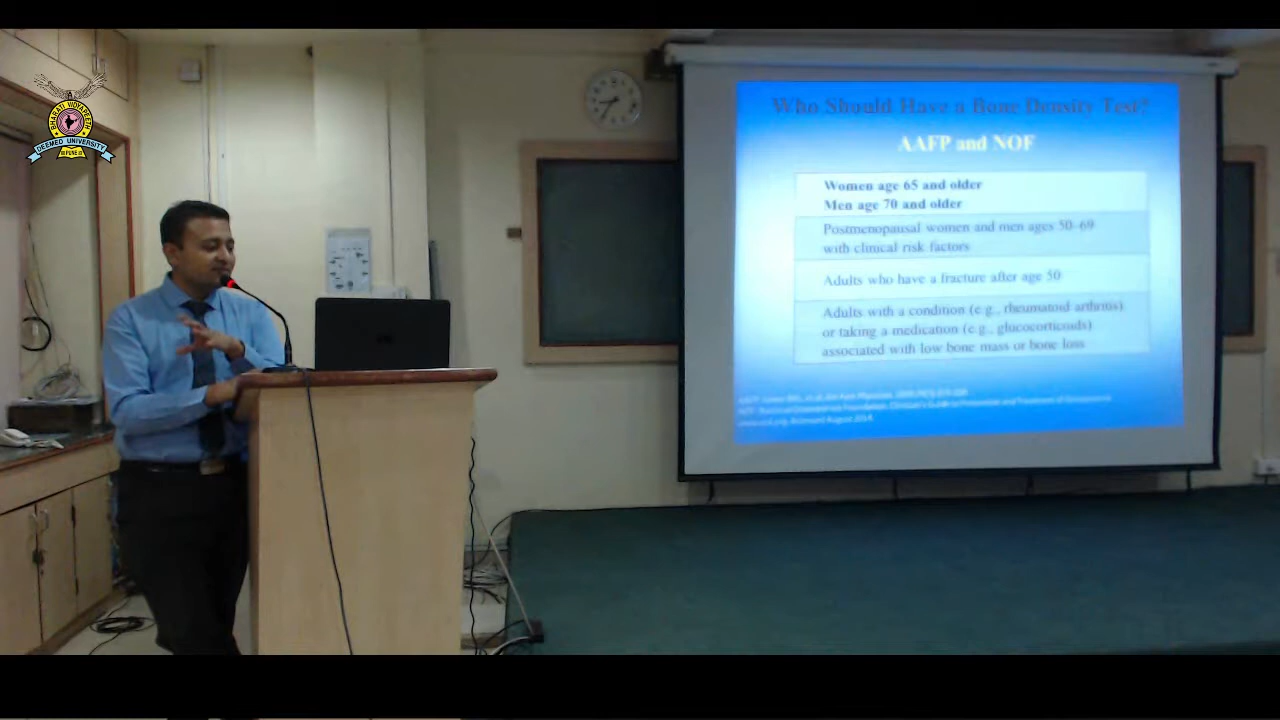 BHARATI VIDYAPEETH
DEEMED UNIVERSITY
Who Should Have a Bone Density Test?
AAFP and NOF
Women age 65 and older
Men age 70 and older
Postmenopausal women and men ages 50–69
with clinical risk factors
Adults who have a fracture after age 50
Adults with a condition (e.g., rheumatoid arthritis)
or taking a medication (e.g., glucocorticoids)
associated with low bone mass or bone loss